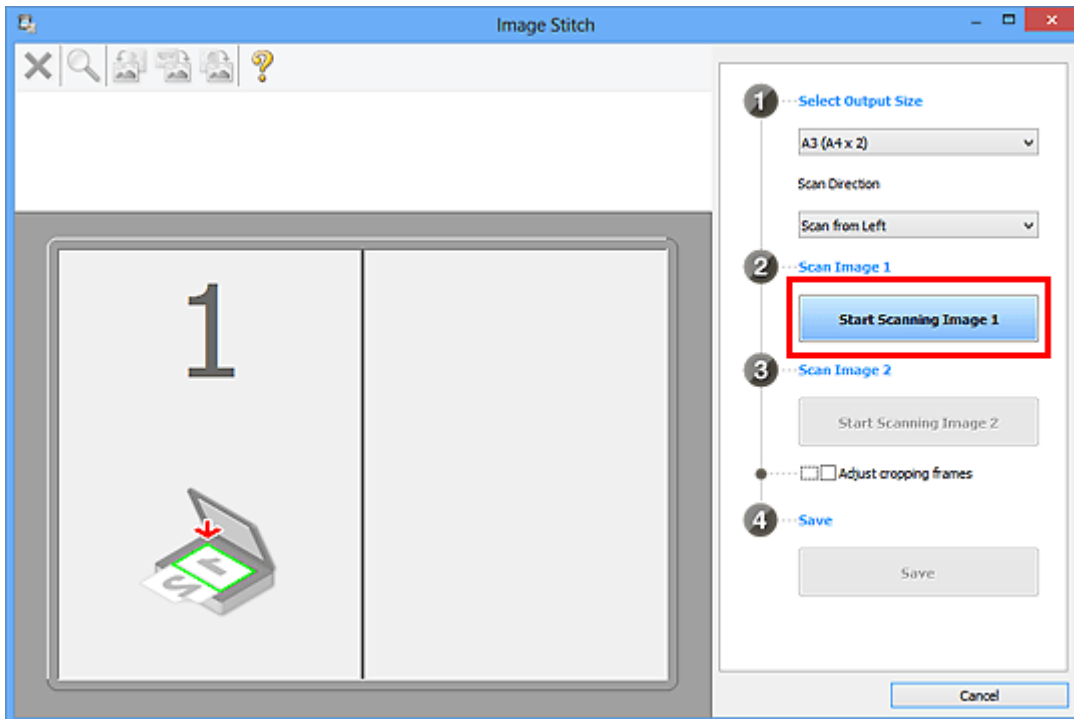 Image Stitch
1 Select Output Size
A3 (A4 x 2)
Scan Direction
Scan from Left
2 Scan Image 1
Start Scanning Image 1
3 Scan Image 2
Start Scanning Image 2
Adjust cropping frames
4 Save
Save
Cancel
1
1
2